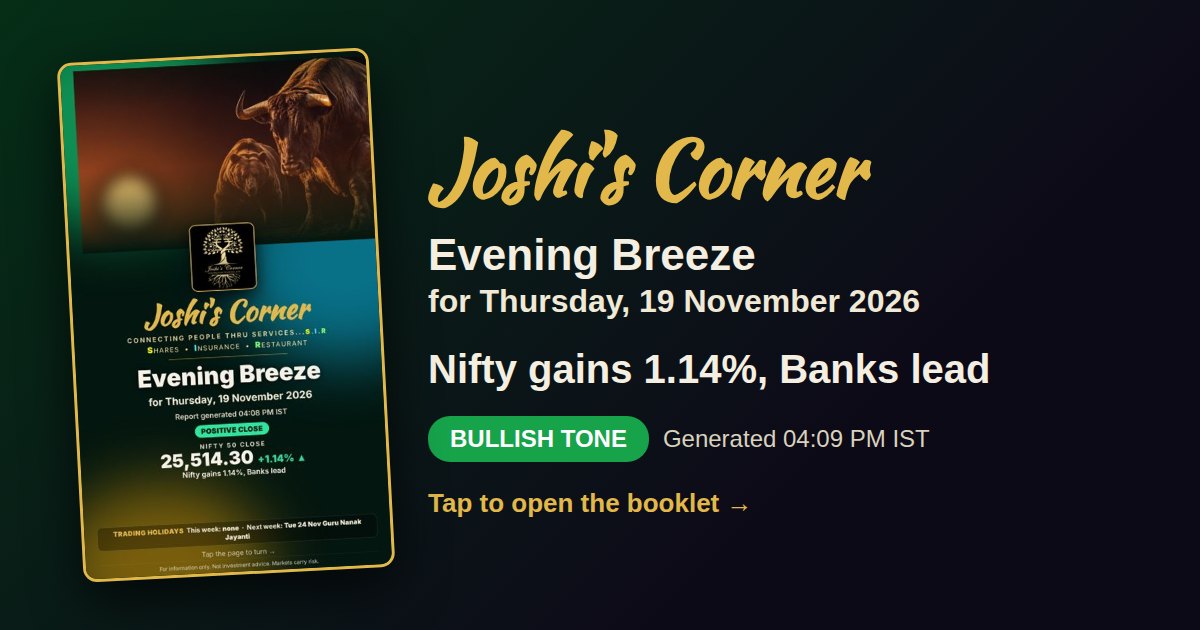 Joshi's Corner
Joshi's Corner
CONNECTING PEOPLE THRU SERVICES...S.I.R
SHARES • INSURANCE • RESTAURANT
Evening Breeze
for Thursday, 19 November 2026
Report generated 04:08 PM IST
POSITIVE CLOSE
NIFTY 50 CLOSE
25,514.30 +1.14% ▲
Nifty gains 1.14%, Banks lead
TRADING HOLIDAYS This week: none · Next week: Tue 24 Nov Guru Nanak
Jayanti
Tap the page to turn →
For information only. Not investment advice. Markets carry risk.
Joshi's Corner
Evening Breeze
for Thursday, 19 November 2026
Nifty gains 1.14%, Banks lead
BULLISH TONE Generated 04:09 PM IST
Tap to open the booklet →